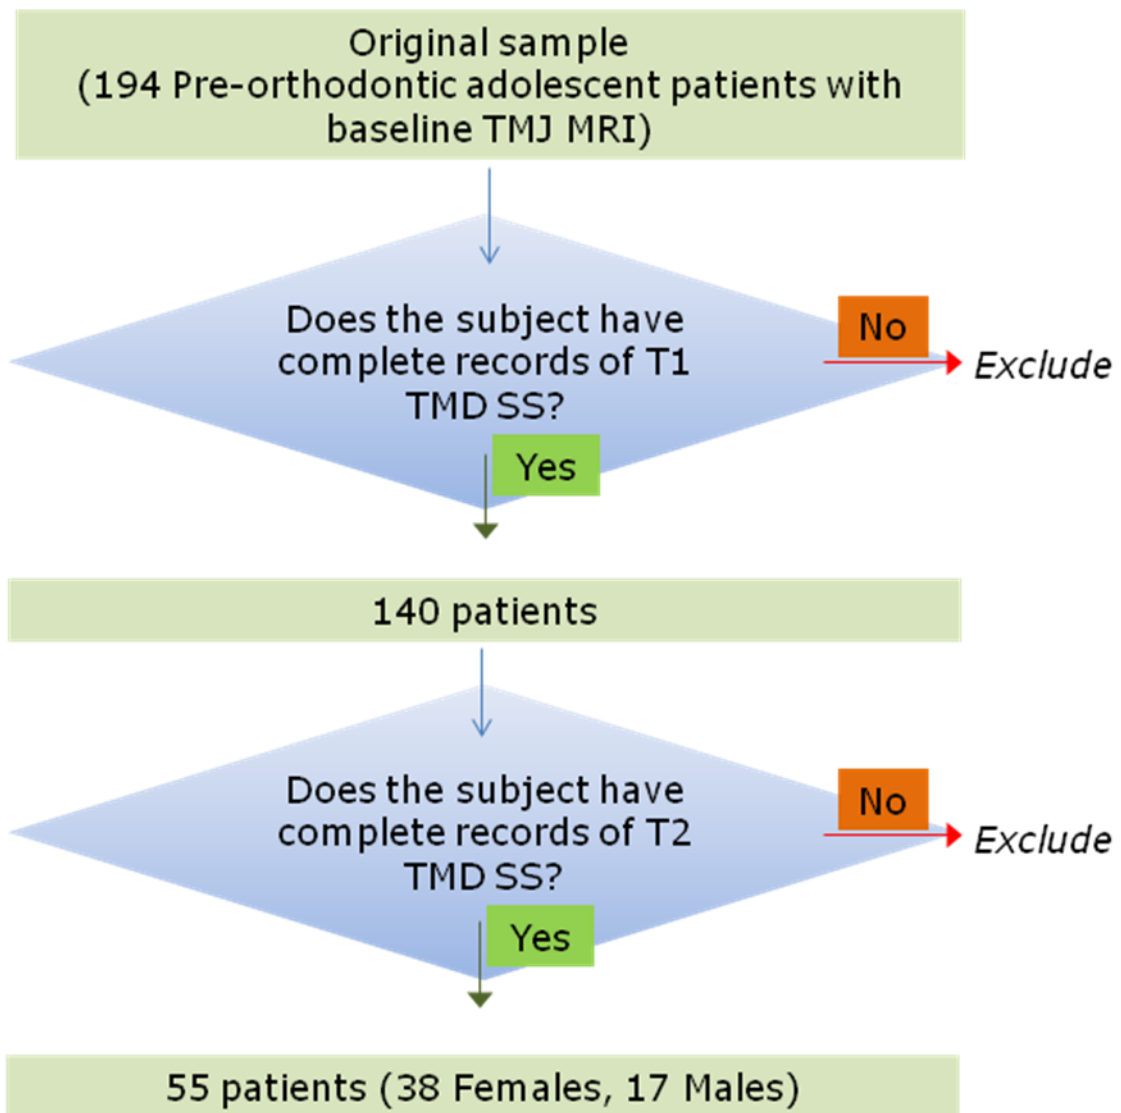 Original sample
(194 Pre-orthodontic adolescent patients with
baseline TMJ MRI)
Does the subject have
complete records of T1
TMD SS?
No
Exclude
Yes
140 patients
Does the subject have
complete records of T2
TMD SS?
No
Exclude
Yes
55 patients (38 Females, 17 Males)